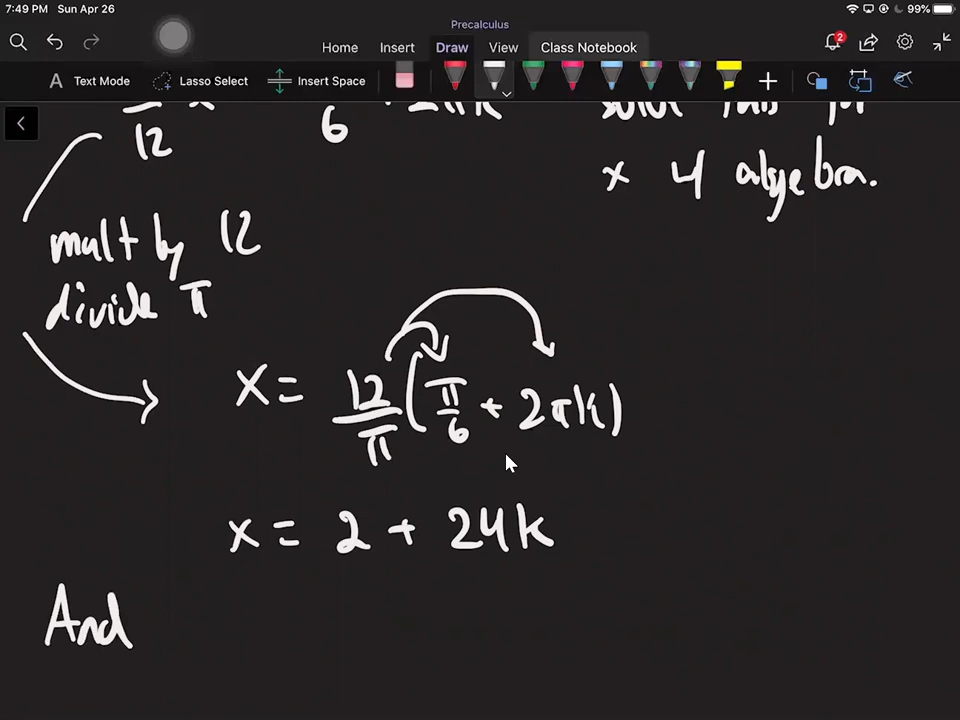 7:49 PM Sun Apr 26
99%
Precalculus
Home Insert Draw View Class Notebook
2
Text Mode Lasso Select Insert Space
12 6
x 4 algebra.
mult by 12
divide π
x = 12/π (π/6 + 2πk)
x = 2 + 24k
And